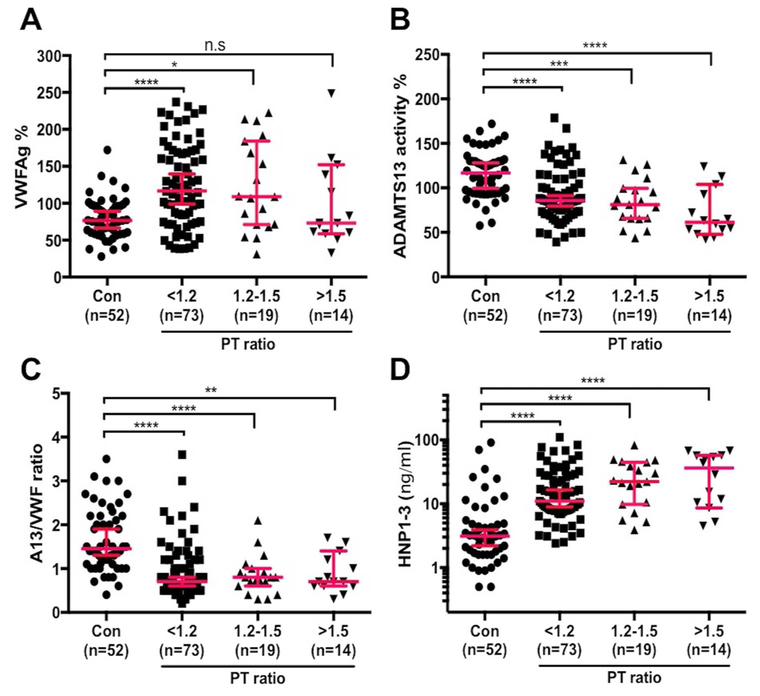 A
B
n.s
*
****
VWFAg %
300
250
200
150
100
50
0
Con
<1.2
1.2-1.5
>1.5
(n=52)
(n=73)
(n=19)
(n=14)
PT ratio
****
***
****
ADAMTS13 activity %
250
200
150
100
50
0
Con
<1.2
1.2-1.5
>1.5
(n=52)
(n=73)
(n=19)
(n=14)
PT ratio
C
D
**
****
****
A13/VWF ratio
5
4
3
2
1
0
Con
<1.2
1.2-1.5
>1.5
(n=52)
(n=73)
(n=19)
(n=14)
PT ratio
****
****
****
HNP1-3 (ng/ml)
100
10
1
Con
<1.2
1.2-1.5
>1.5
(n=52)
(n=73)
(n=19)
(n=14)
PT ratio